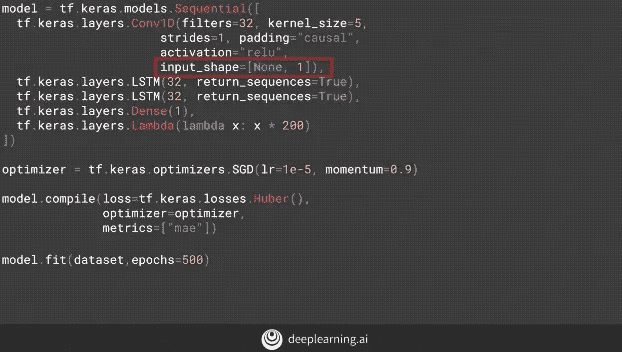 model = tf.keras.models.Sequential([
  tf.keras.layers.Conv1D(filters=32, kernel_size=5,
                      strides=1, padding="causal",
                      activation="relu",
                      input_shape=[None, 1]),
  tf.keras.layers.LSTM(32, return_sequences=True),
  tf.keras.layers.LSTM(32, return_sequences=True),
  tf.keras.layers.Dense(1),
  tf.keras.layers.Lambda(lambda x: x * 200)
])
optimizer = tf.keras.optimizers.SGD(lr=1e-5, momentum=0.9)
model.compile(loss=tf.keras.losses.Huber(),
              optimizer=optimizer,
              metrics=["mae"])
model.fit(dataset,epochs=500)
deeplearning.ai